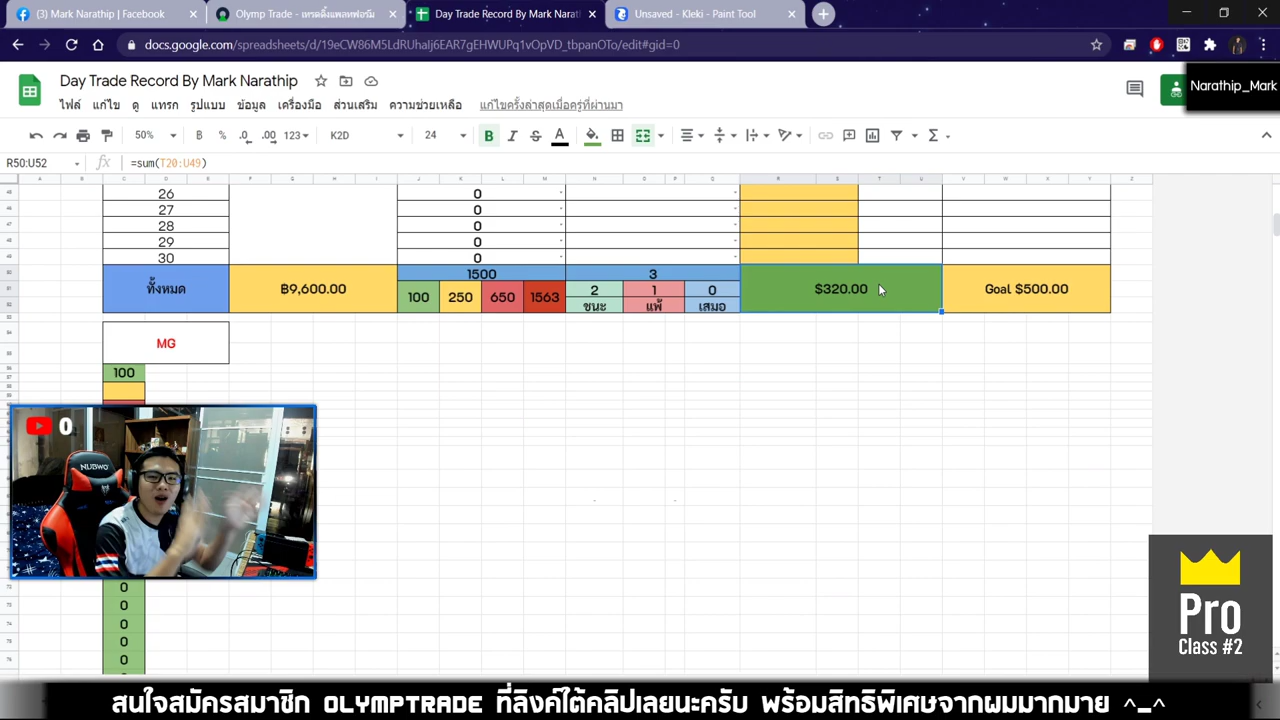 (3) Mark Narathip | Facebook
Olymp Trade - เทรดดิ้งแพลทฟอร์ม
Day Trade Record By Mark Narat
Unsaved - Kleki - Paint Tool
docs.google.com/spreadsheets/d/19eCW86M5LdRUhaIj6EAR7gEHWUPq1vOpVD_tbpanOTo/edit#gid=0
Day Trade Record By Mark Narathip
Narathip_Mark
ไฟล์ แก้ไข ดู แทรก รูปแบบ ข้อมูล เครื่องมือ ส่วนเสริม ความช่วยเหลือ แก้ไขครั้งล่าสุดเมื่อครู่ที่ผ่านมา
50% ฿ % .0 .00 123 K2D 24 B I S A Σ
R50:U52 fx =sum(T20:U49)
26 0
27 0
28 0
29 0
30 0
ทั้งหมด ฿9,600.00 1500 3 $320.00 Goal $500.00
100 250 650 1563 2 1 0
ชนะ แพ้ เสมอ
MG
100
0
NUBWO
0
0
0
0
0
Pro
Class #2
สนใจสมัครสมาชิก OLYMPTRADE ที่ลิงค์ใต้คลิปเลยนะครับ พร้อมสิทธิพิเศษจากผมมากมาย ^_^